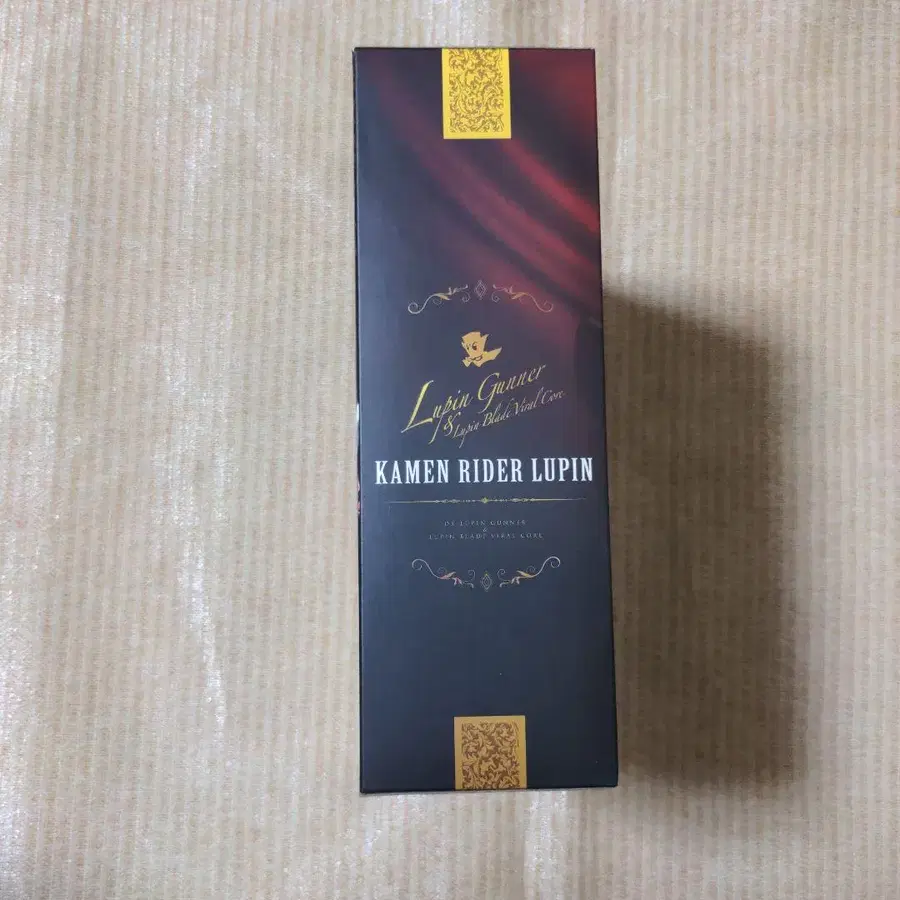 Lupin Gunner
& Lupin Blade Viral Core
KAMEN RIDER LUPIN
DX LUPIN GUNNER
&
LUPIN BLADE VIRAL CORE